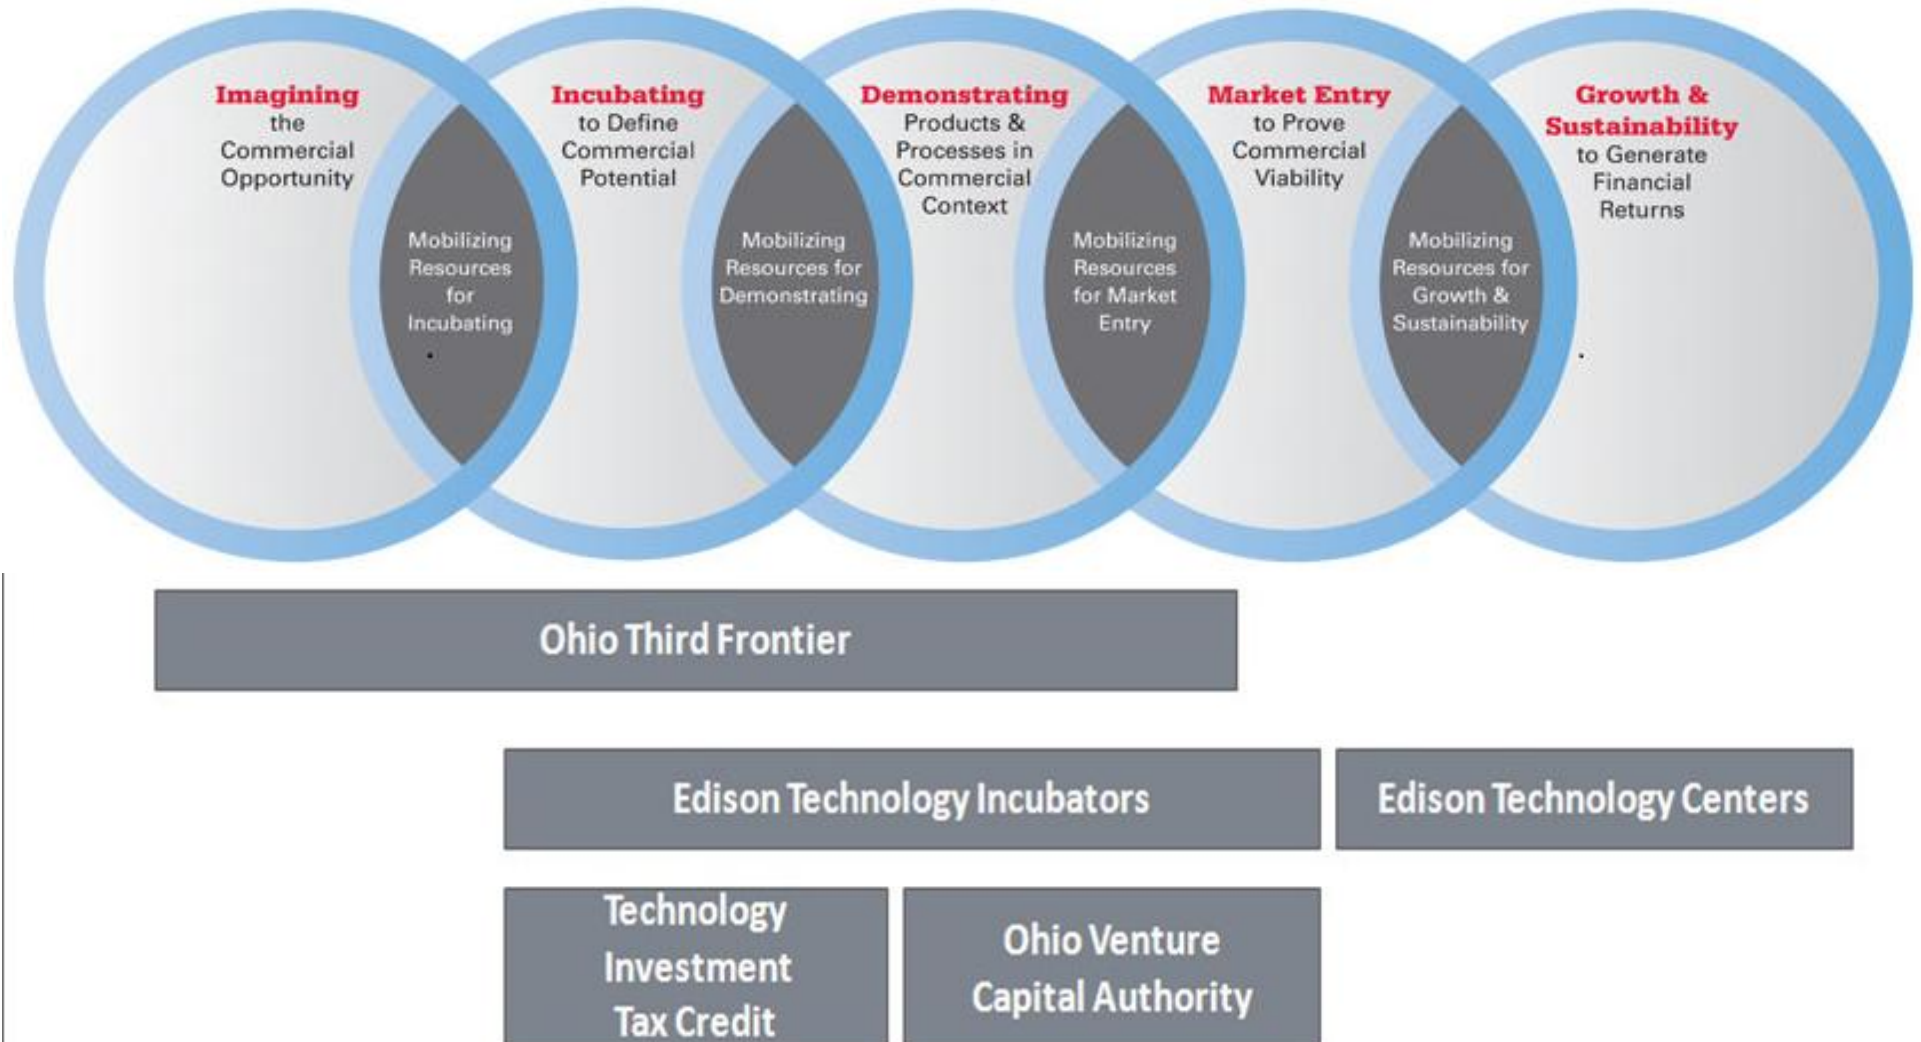 Imagining
the
Commercial
Opportunity
Mobilizing
Resources
for
Incubating
Incubating
to Define
Commercial
Potential
Mobilizing
Resources for
Demonstrating
Demonstrating
Products &
Processes in
Commercial
Context
Mobilizing
Resources
for Market
Entry
Market Entry
to Prove
Commercial
Viability
Mobilizing
Resources for
Growth &
Sustainability
Growth &
Sustainability
to Generate
Financial
Returns
Ohio Third Frontier
Edison Technology Incubators
Edison Technology Centers
Technology
Investment
Tax Credit
Ohio Venture
Capital Authority